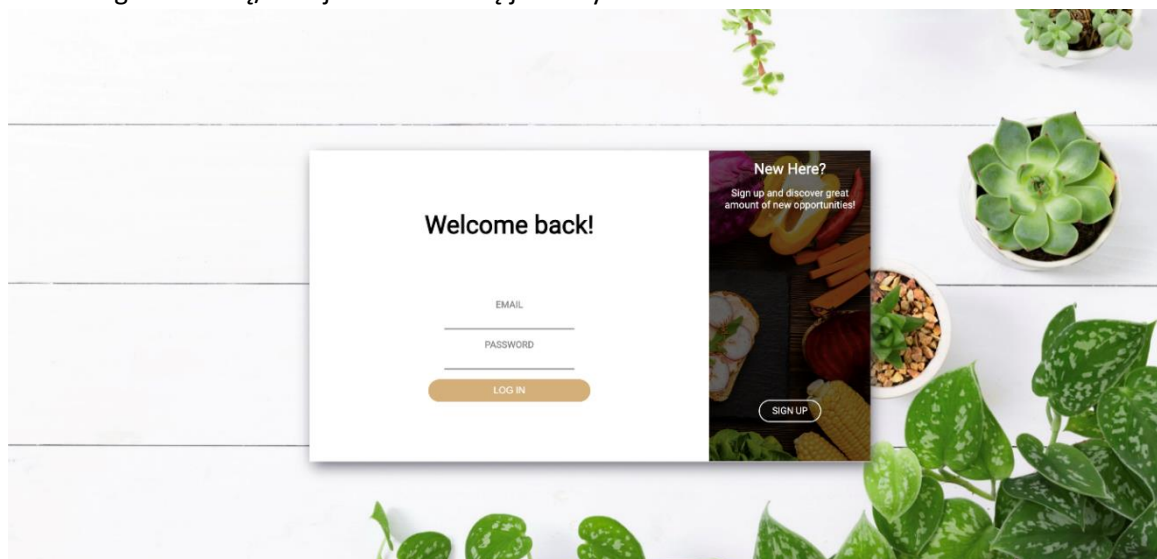 New Here?
Sign up and discover great
amount of new opportunities!
Welcome back!
EMAIL
PASSWORD
LOG IN
SIGN UP